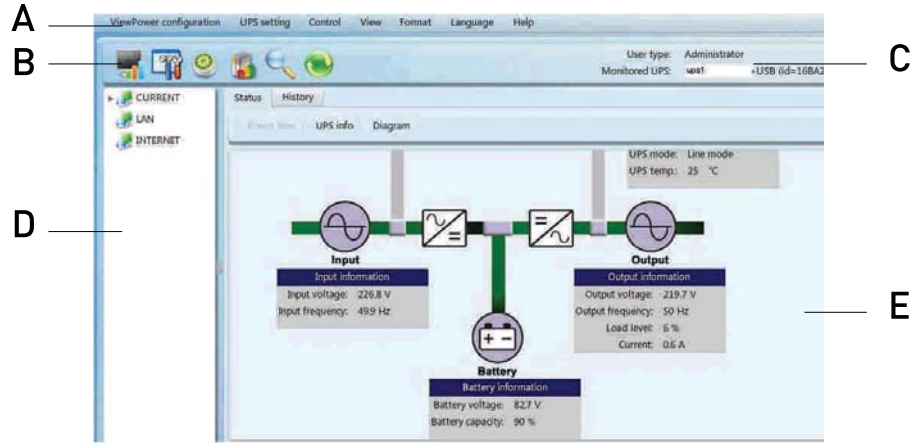 A
ViewPower configuration UPS setting Control View Format Language Help
B
User type: Administrator
Monitored UPS: ups1 USB (id=16BA2
C
CURRENT
LAN
INTERNET
D
Status History
Power flow UPS info Diagram
UPS mode: Line mode
UPS temp.: 25 °C
Input
Input information
Input voltage: 226.8 V
Input frequency: 49.9 Hz
Output
Output information
Output voltage: 219.7 V
Output frequency: 50 Hz
Load level: 6 %
Current: 0.6 A
E
Battery
Battery information
Battery voltage: 82.7 V
Battery capacity: 90 %